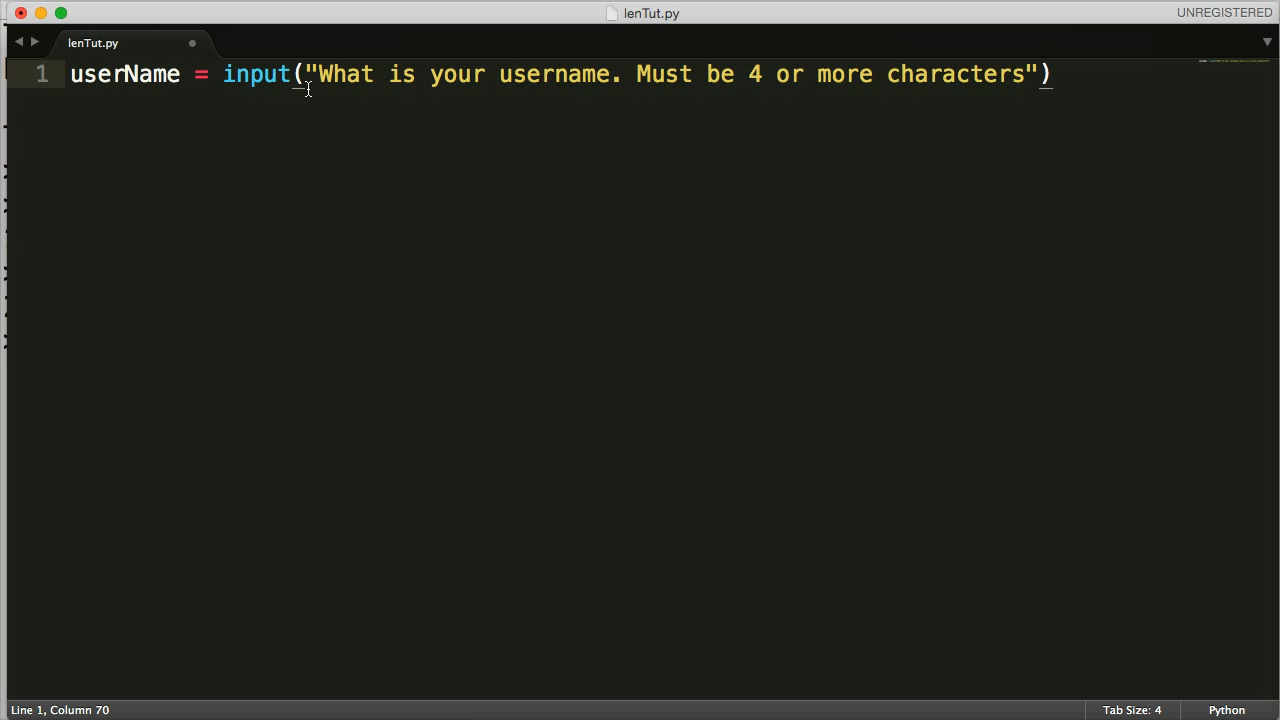 lenTut.py
UNREGISTERED
lenTut.py
1 userName = input("What is your username. Must be 4 or more characters")
Line 1, Column 70
Tab Size: 4
Python